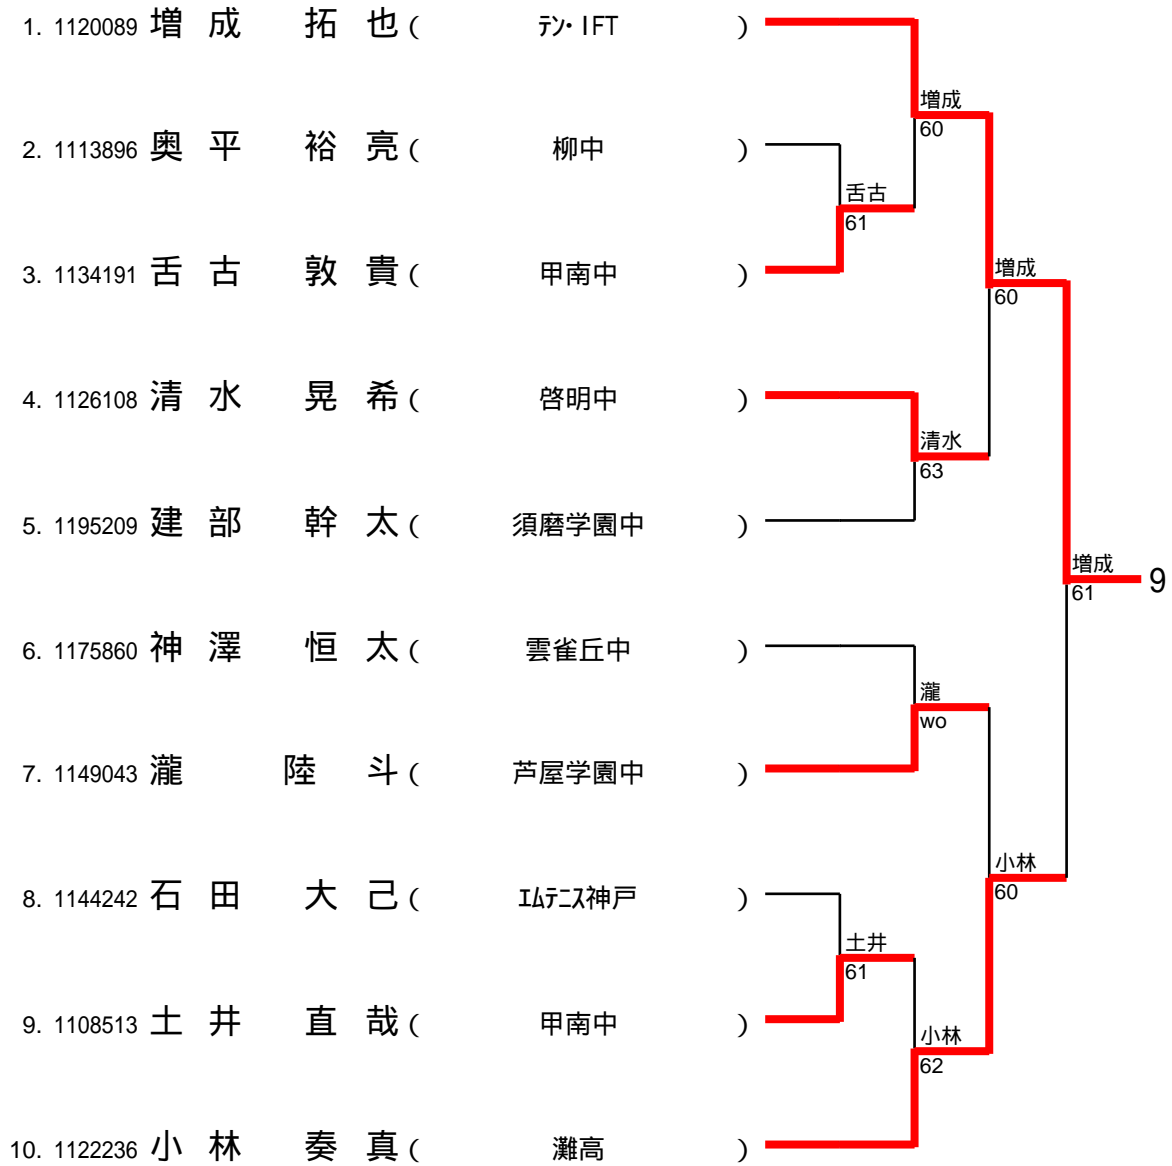 1. 1120089 増 成 拓 也 ( テン・IFT )
増成
60
2. 1113896 奥 平 裕 亮 ( 柳中 )
舌古
61
3. 1134191 舌 古 敦 貴 ( 甲南中 )
増成
60
4. 1126108 清 水 晃 希 ( 啓明中 )
清水
63
5. 1195209 建 部 幹 太 ( 須磨学園中 )
増成
61
9
6. 1175860 神 澤 恒 太 ( 雲雀丘中 )
瀧
wo
7. 1149043 瀧 陸 斗 ( 芦屋学園中 )
小林
60
8. 1144242 石 田 大 己 ( エムテニス神戸 )
土井
61
9. 1108513 土 井 直 哉 ( 甲南中 )
小林
62
10. 1122236 小 林 奏 真 ( 灘高 )